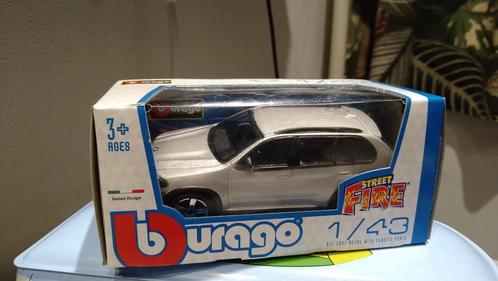 Burago
3+
AGES
Italian Design
STREET
FIRE
Burago
1/43
DIE-CAST METAL WITH PLASTIC PARTS